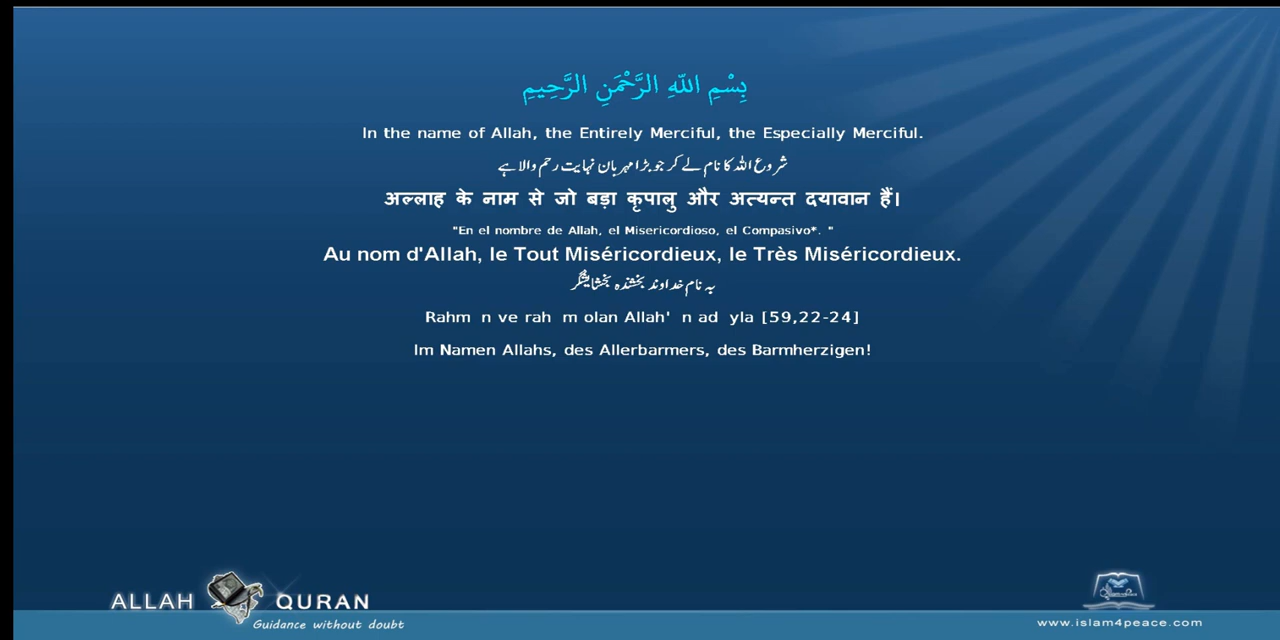 بِسْمِ اللّهِ الرَّحْمَنِ الرَّحِيمِ
In the name of Allah, the Entirely Merciful, the Especially Merciful.
شروع الله کا نام لے کر جو بڑا مہربان نہایت رحم والا ہے
अल्लाह के नाम से जो बड़ा कृपालु और अत्यन्त दयावान हैं।
"En el nombre de Allah, el Misericordioso, el Compasivo*. "
Au nom d'Allah, le Tout Miséricordieux, le Très Miséricordieux.
به نام خداوند بخشنده بخشایشگر
Rahm n ve rah m olan Allah' n ad yla [59,22-24]
Im Namen Allahs, des Allerbarmers, des Barmherzigen!
ALLAH QURAN
Guidance without doubt
www.islam4peace.com